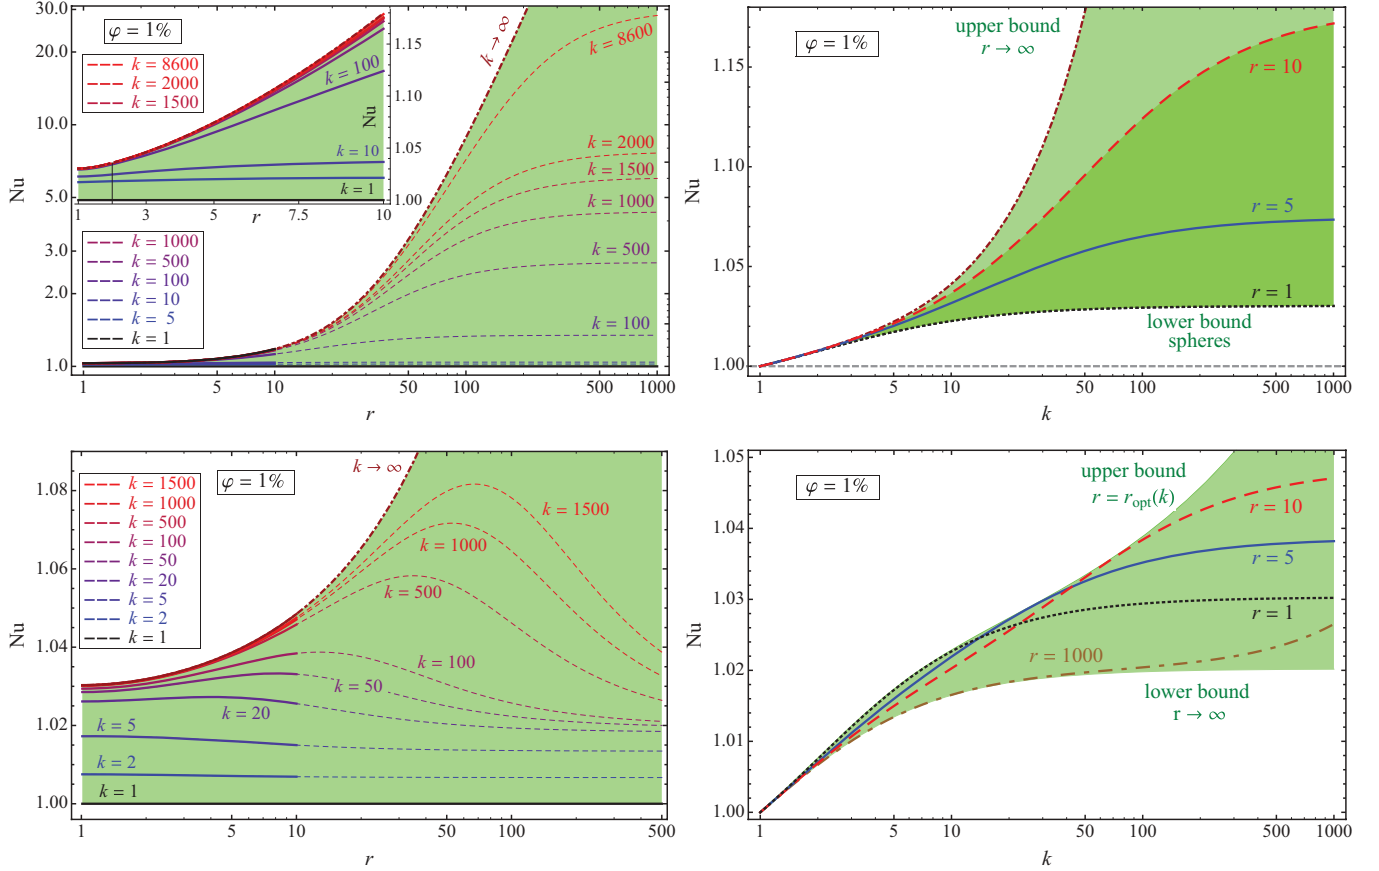 30.0
20.0
10.0
5.0
3.0
2.0
1.0
Nu
φ = 1%
k = 8600
k = 2000
k = 1500
k = 100
k = 10
k = 1
1.15
1.10
1.05
1.00
Nu
1
3
5
r
7.5
10
k = 1000
k = 500
k = 100
k = 10
k = 5
k = 1
k → ∞
k = 8600
k = 2000
k = 1500
k = 1000
k = 500
k = 100
1
5
10
50
100
500
1000
r
Nu
1.15
1.10
1.05
1.00
φ = 1%
upper bound
r → ∞
r = 10
r = 5
r = 1
lower bound
spheres
1
5
10
50
100
500
1000
k
Nu
1.08
1.06
1.04
1.02
1.00
k = 1500
k = 1000
k = 500
k = 100
k = 50
k = 20
k = 5
k = 2
k = 1
φ = 1%
k → ∞
k = 1500
k = 1000
k = 500
k = 100
k = 50
k = 20
k = 5
k = 2
k = 1
1
5
10
50
100
500
r
Nu
1.05
1.04
1.03
1.02
1.01
1.00
φ = 1%
upper bound
r = ropt(k)
r = 10
r = 5
r = 1
r = 1000
lower bound
r → ∞
1
5
10
50
100
500
1000
k